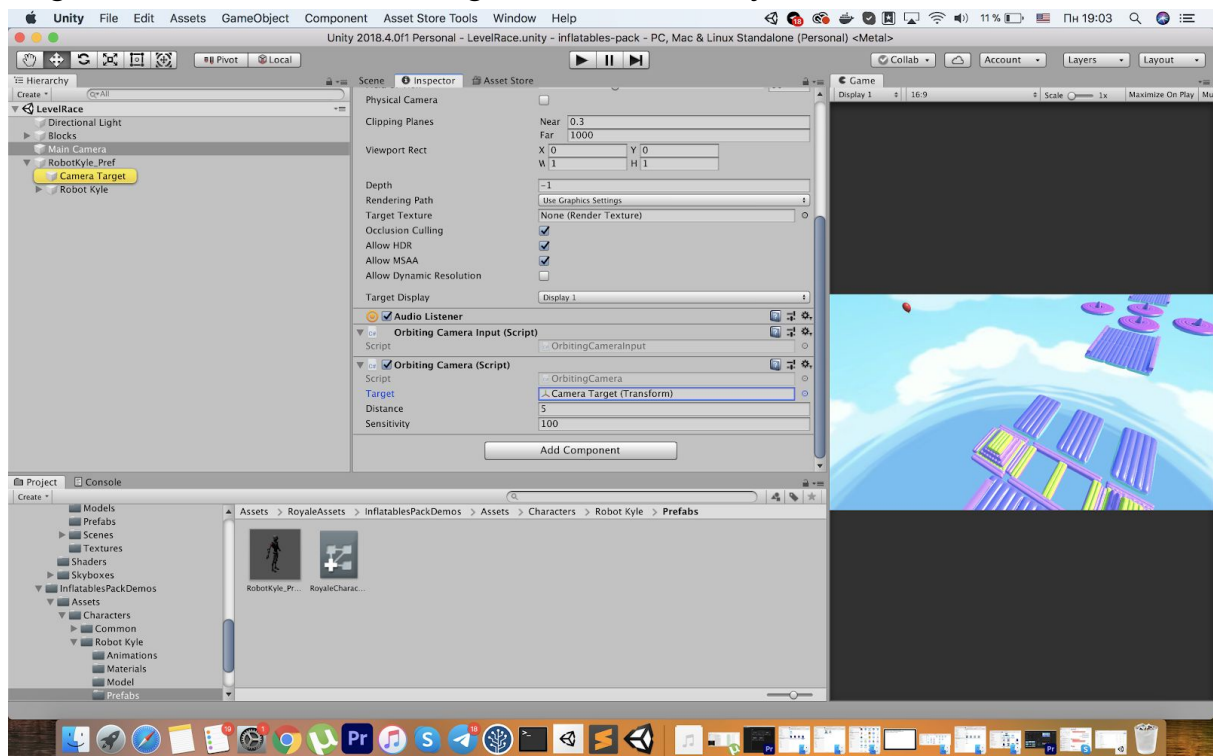 Unity File Edit Assets GameObject Component Asset Store Tools Window Help 18 11 % Пн 19:03
Unity 2018.4.0f1 Personal - LevelRace.unity - inflatables-pack - PC, Mac & Linux Standalone (Personal) <Metal>
Pivot Local Collab Account Layers Layout
Hierarchy
Create All
LevelRace
Directional Light
Blocks
Main Camera
RobotKyle_Pref
Camera Target
Robot Kyle
Scene Inspector Asset Store
Physical Camera
Clipping Planes Near 0.3
Far 1000
Viewport Rect X 0 Y 0
W 1 H 1
Depth -1
Rendering Path Use Graphics Settings
Target Texture None (Render Texture)
Occlusion Culling
Allow HDR
Allow MSAA
Allow Dynamic Resolution
Target Display Display 1
Audio Listener
Orbiting Camera Input (Script)
Script OrbitingCameraInput
Orbiting Camera (Script)
Script OrbitingCamera
Target Camera Target (Transform)
Distance 5
Sensitivity 100
Add Component
Game
Display 1 16:9 Scale 1x Maximize On Play Mu
Project Console
Create
Models
Prefabs
Scenes
Textures
Shaders
Skyboxes
InflatablesPackDemos
Assets
Characters
Common
Robot Kyle
Animations
Materials
Model
Prefabs
Assets > RoyaleAssets > InflatablesPackDemos > Assets > Characters > Robot Kyle > Prefabs
RobotKyle_Pr... RoyaleCharac...